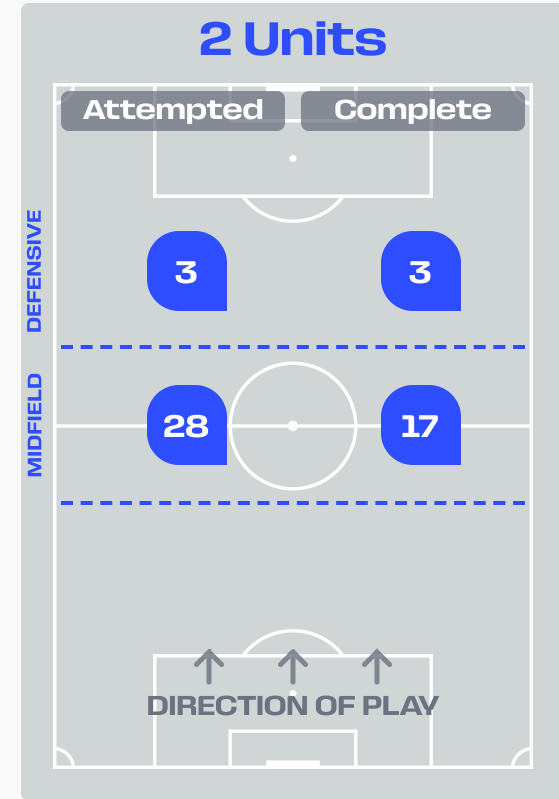 2 Units
Attempted Complete
DEFENSIVE
3 3
MIDFIELD
28 17
DIRECTION OF PLAY